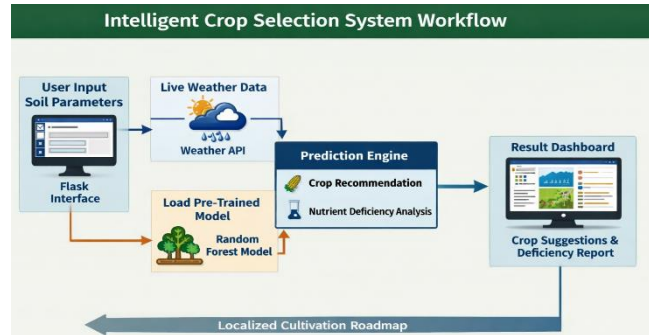 Intelligent Crop Selection System Workflow
User Input
Soil Parameters
Flask
Interface
Live Weather Data
Weather API
Load Pre-Trained
Model
Random
Forest Model
Prediction Engine
Crop Recommendation
Nutrient Deficiency Analysis
Result Dashboard
Crop Suggestions &
Deficiency Report
Localized Cultivation Roadmap